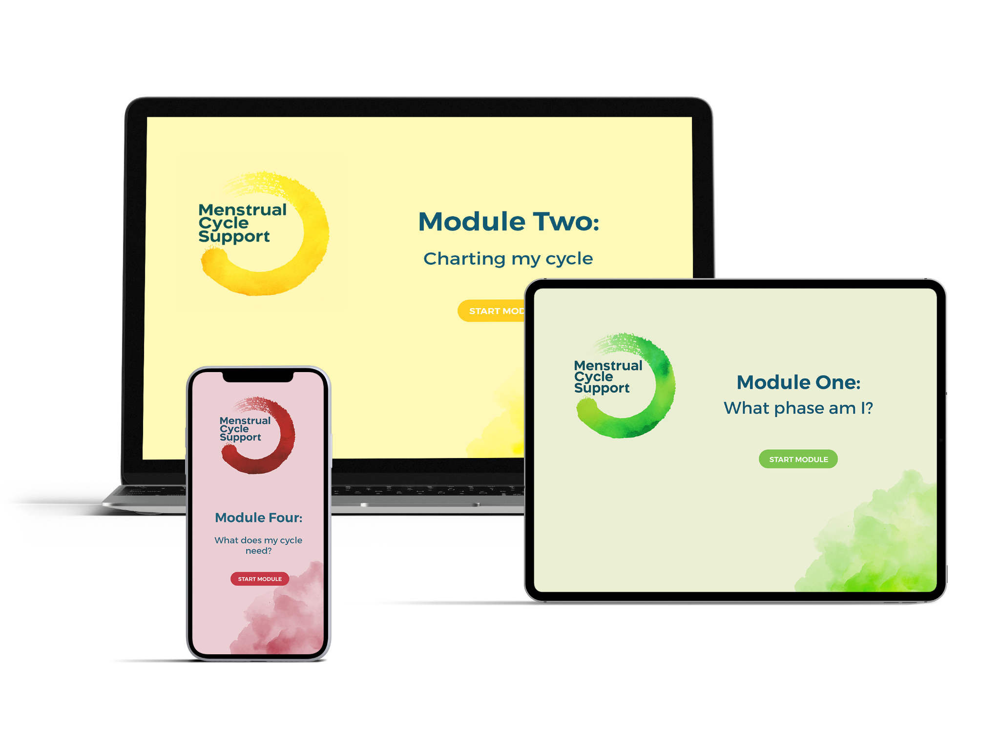 Menstrual
Cycle
Support
Module Two:
Charting my cycle
START MOD
Menstrual
Cycle
Support
Module One:
What phase am I?
START MODULE
Menstrual
Cycle
Support
Module Four:
What does my cycle
need?
START MODULE